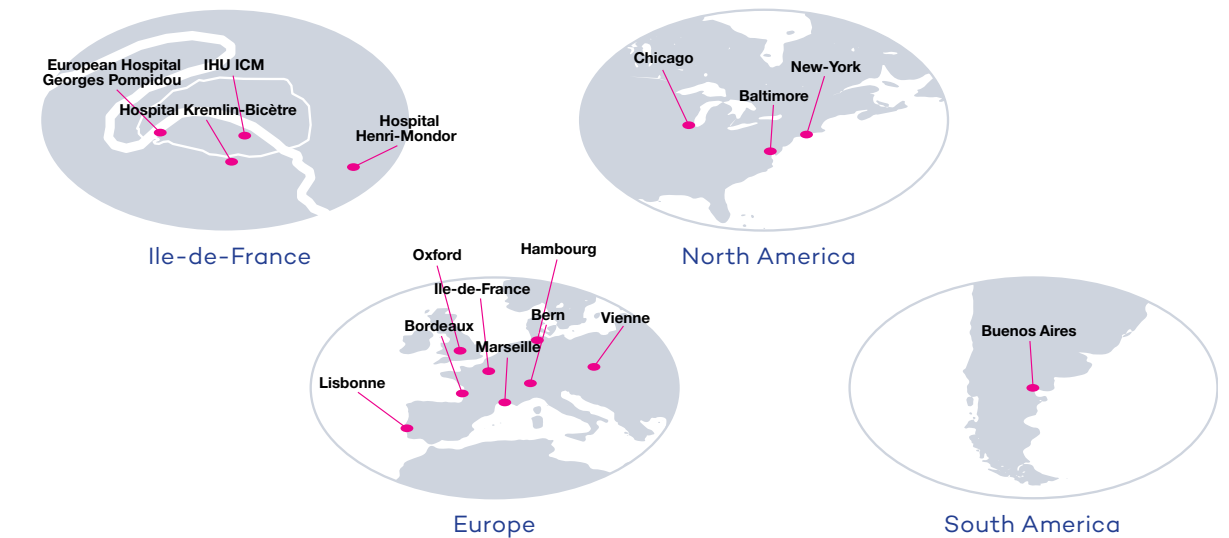 European Hospital
Georges Pompidou
IHU ICM
Hospital Kremlin-Bicètre
Hospital
Henri-Mondor
Ile-de-France
Chicago
New-York
Baltimore
North America
Oxford
Hambourg
Ile-de-France
Bern
Vienne
Bordeaux
Marseille
Lisbonne
Europe
Buenos Aires
South America